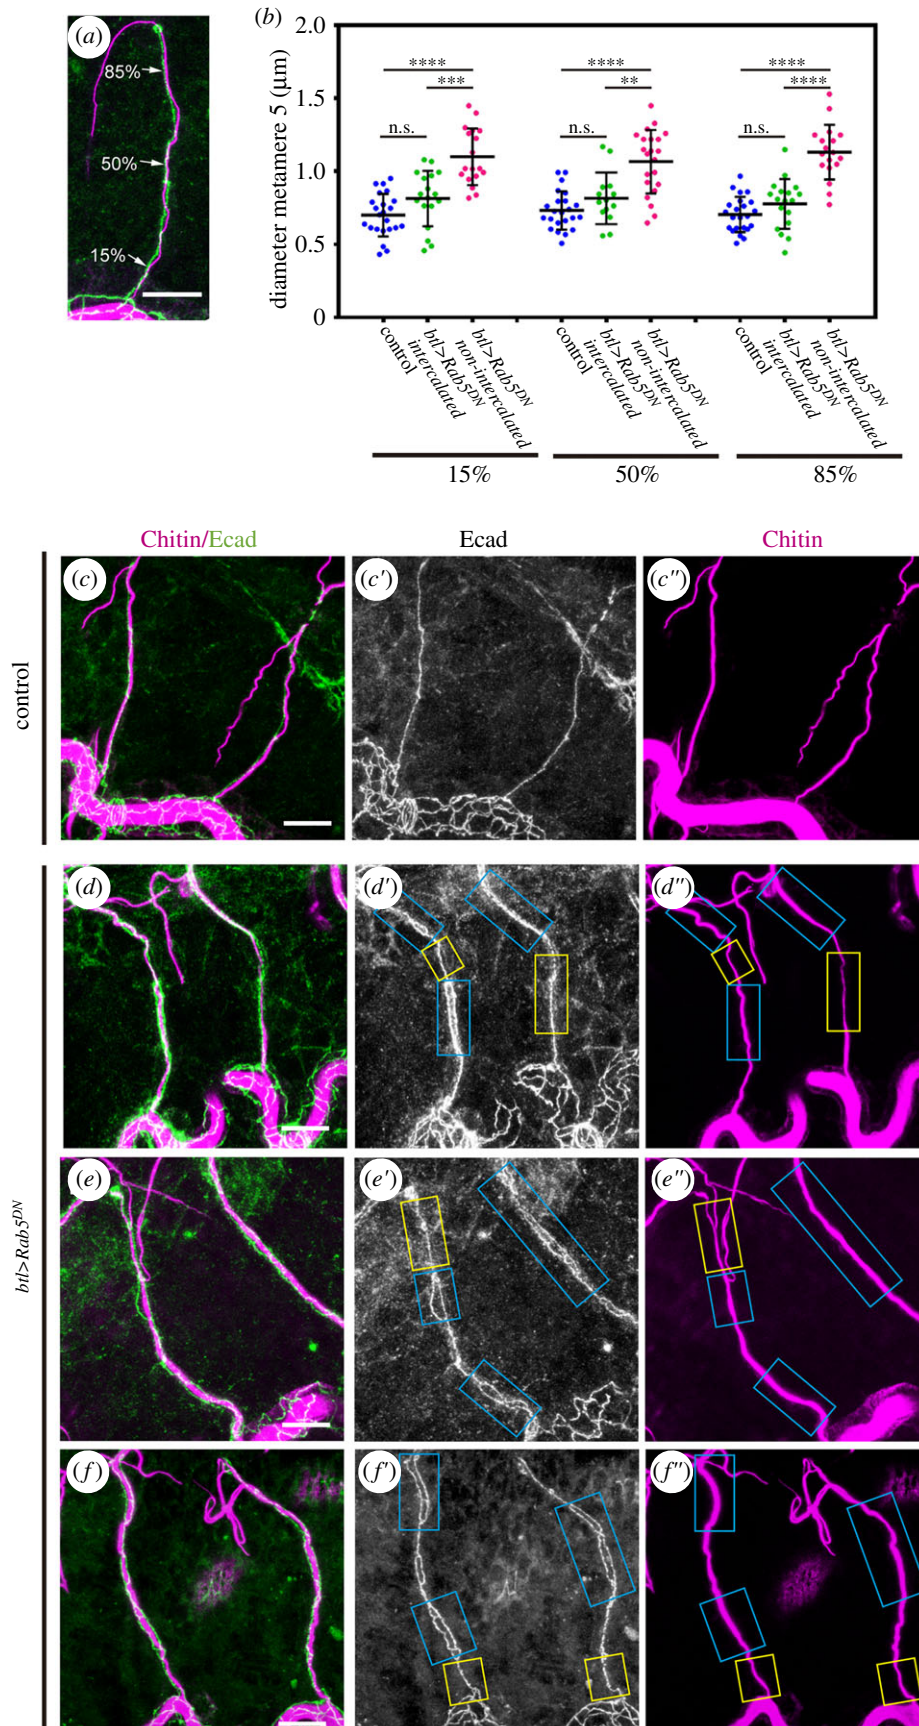 (a)
85%
50%
15%
(b)
diameter metamere 5 (µm)
2.0
1.5
1.0
0.5
0
****
***
n.s.
****
**
n.s.
****
****
n.s.
control
btl>Rab5DN
intercalated
btl>Rab5DN
non-intercalated
control
btl>Rab5DN
intercalated
btl>Rab5DN
non-intercalated
control
btl>Rab5DN
intercalated
btl>Rab5DN
non-intercalated
15%
50%
85%
Chitin/Ecad
Ecad
Chitin
control
(c)
(c')
(c'')
btl>Rab5DN
(d)
(d')
(d'')
(e)
(e')
(e'')
(f)
(f')
(f'')